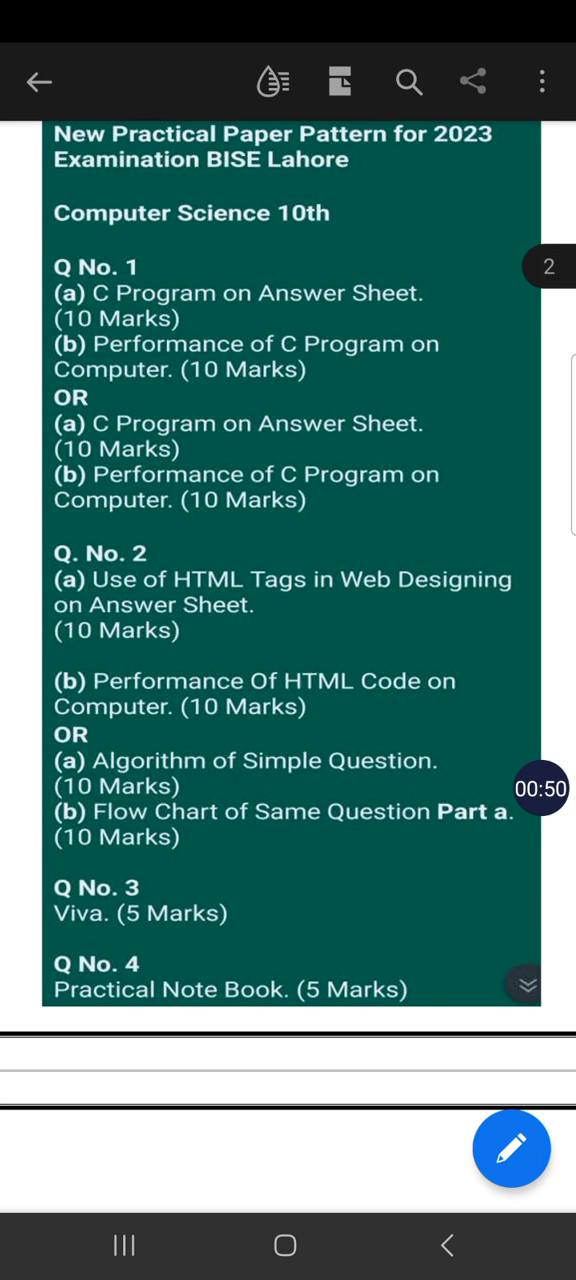 New Practical Paper Pattern for 2023
Examination BISE Lahore
Computer Science 10th
Q No. 1
(a) C Program on Answer Sheet.
(10 Marks)
(b) Performance of C Program on
Computer. (10 Marks)
OR
(a) C Program on Answer Sheet.
(10 Marks)
(b) Performance of C Program on
Computer. (10 Marks)
Q. No. 2
(a) Use of HTML Tags in Web Designing
on Answer Sheet.
(10 Marks)
(b) Performance Of HTML Code on
Computer. (10 Marks)
OR
(a) Algorithm of Simple Question.
(10 Marks)
(b) Flow Chart of Same Question Part a.
(10 Marks)
Q No. 3
Viva. (5 Marks)
Q No. 4
Practical Note Book. (5 Marks)
2
00:50